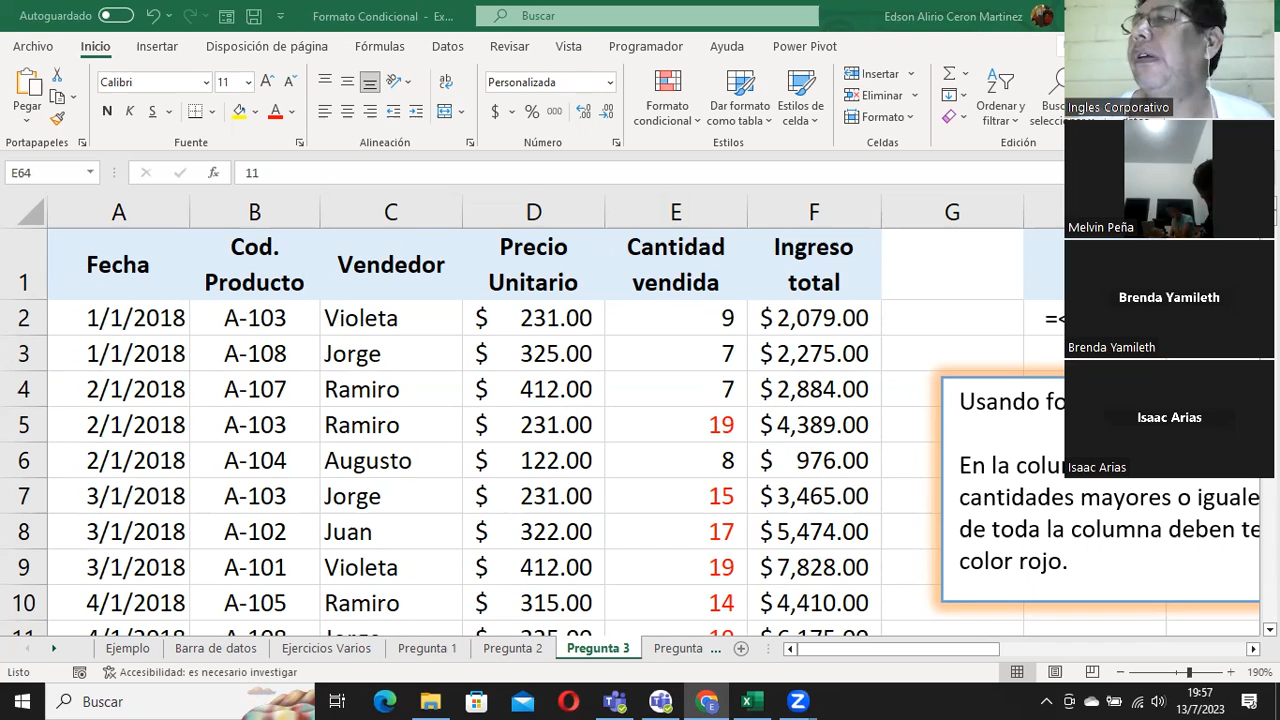 Autoguardado
Formato Condicional - Ex...
Buscar
Edson Alirio Ceron Martinez
Archivo Inicio Insertar Disposición de página Fórmulas Datos Revisar Vista Programador Ayuda Power Pivot
Pegar
Calibri 11
N K S
Personalizada
$ % 000
Formato condicional
Dar formato como tabla
Estilos de celda
Insertar
Eliminar
Formato
Ordenar y filtrar
Portapapeles Fuente Alineación Número Estilos Celdas Edición
E64 fx 11
A B C D E F G
1 Fecha Cod. Producto Vendedor Precio Unitario Cantidad vendida Ingreso total
2 1/1/2018 A-103 Violeta $ 231.00 9 $ 2,079.00
3 1/1/2018 A-108 Jorge $ 325.00 7 $ 2,275.00
4 2/1/2018 A-107 Ramiro $ 412.00 7 $ 2,884.00
5 2/1/2018 A-103 Ramiro $ 231.00 19 $ 4,389.00
6 2/1/2018 A-104 Augusto $ 122.00 8 $ 976.00
7 3/1/2018 A-103 Jorge $ 231.00 15 $ 3,465.00
8 3/1/2018 A-102 Juan $ 322.00 17 $ 5,474.00
9 3/1/2018 A-101 Violeta $ 412.00 19 $ 7,828.00
10 4/1/2018 A-105 Ramiro $ 315.00 14 $ 4,410.00
=<
Usando fo
En la colu
cantidades mayores o iguale
de toda la columna deben te
color rojo.
Ingles Corporativo
Melvin Peña
Brenda Yamileth
Brenda Yamileth
Isaac Arias
Isaac Arias
Ejemplo Barra de datos Ejercicios Varios Pregunta 1 Pregunta 2 Pregunta 3 Pregunta ...
Listo Accesibilidad: es necesario investigar 190%
Buscar
19:57
13/7/2023